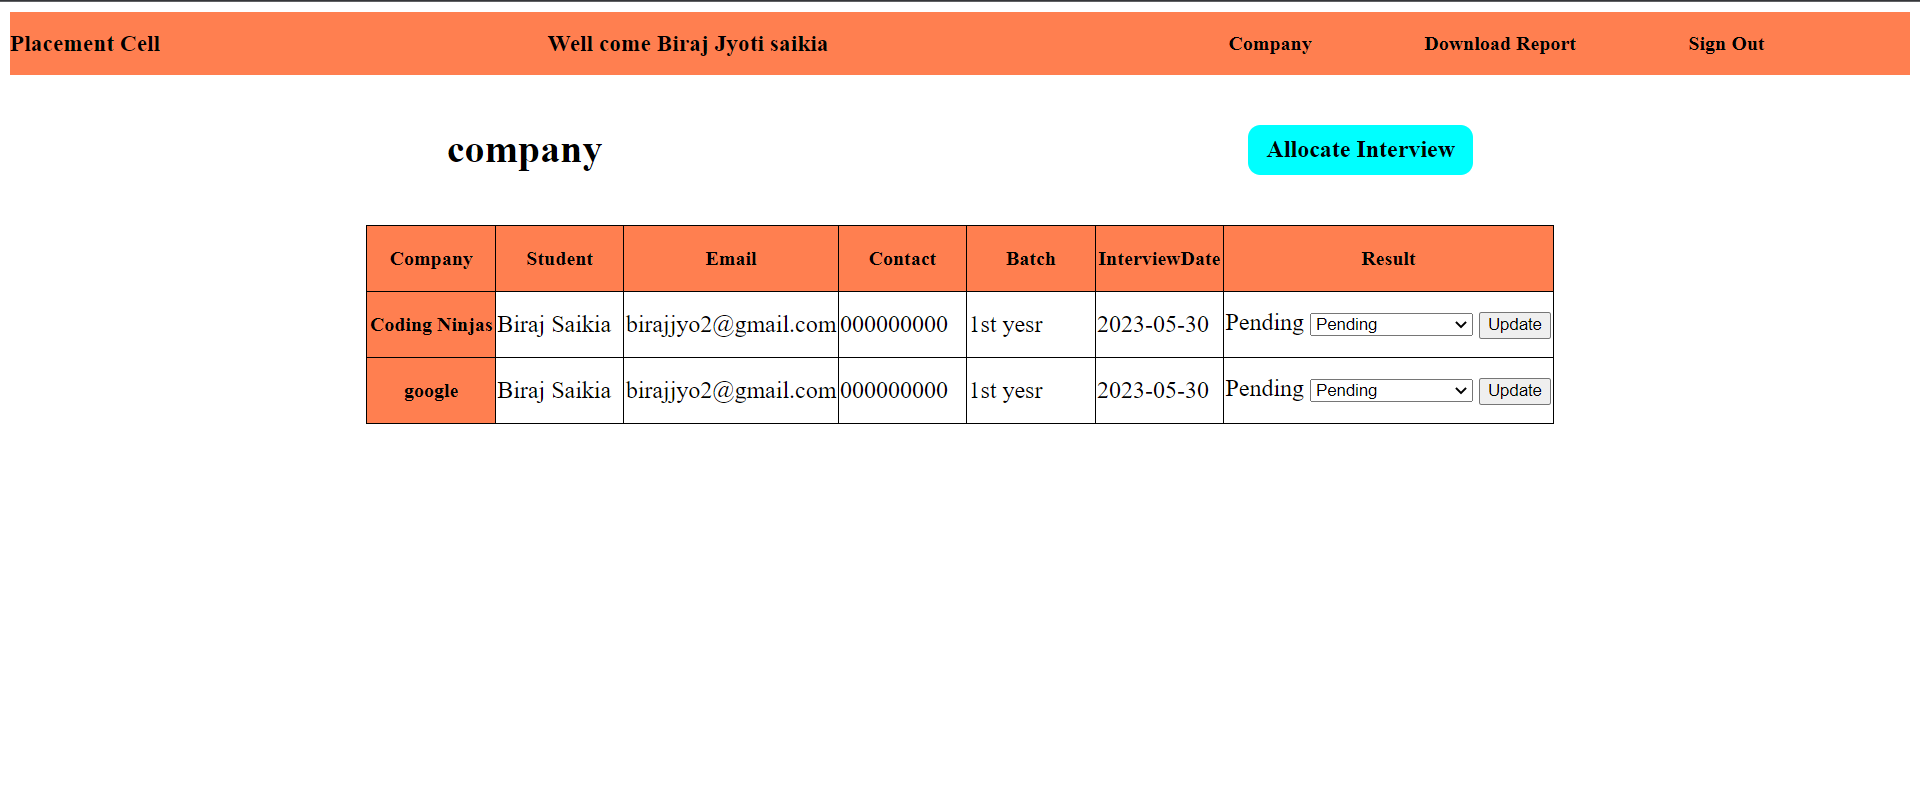 Placement Cell Well come Biraj Jyoti saikia Company Download Report Sign Out
company Allocate Interview
Company Student Email Contact Batch InterviewDate Result
Coding Ninjas Biraj Saikia birajjyo2@gmail.com 000000000 1st yesr 2023-05-30 Pending Pending Update
google Biraj Saikia birajjyo2@gmail.com 000000000 1st yesr 2023-05-30 Pending Pending Update